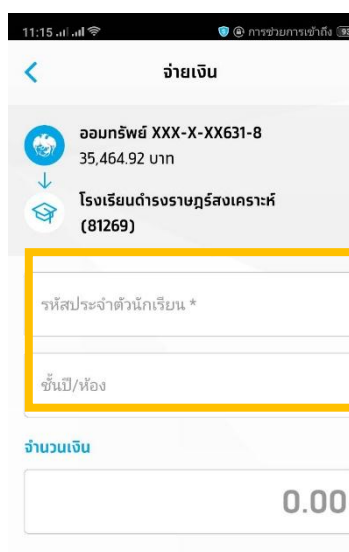 11:15
การช่วยการเข้าถึง 93
จ่ายเงิน
ออมทรัพย์ XXX-X-XX631-8
35,464.92 บาท
โรงเรียนดำรงราษฎร์สงเคราะห์
(81269)
รหัสประจำตัวนักเรียน *
ชั้นปี/ห้อง
จำนวนเงิน
0.00